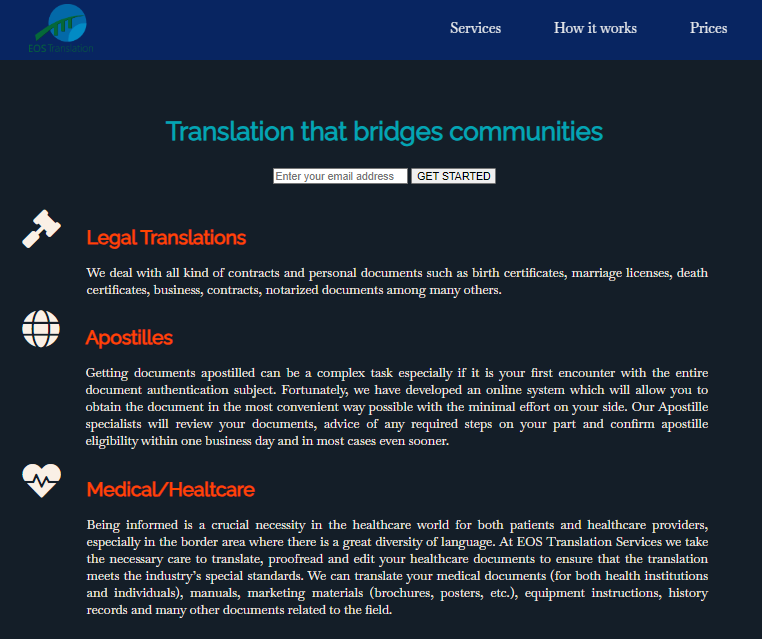 EOS Translation
Services
How it works
Prices
Translation that bridges communities
Enter your email address
GET STARTED
Legal Translations
We deal with all kind of contracts and personal documents such as birth certificates, marriage licenses, death
certificates, business, contracts, notarized documents among many others.
Apostilles
Getting documents apostilled can be a complex task especially if it is your first encounter with the entire
document authentication subject. Fortunately, we have developed an online system which will allow you to
obtain the document in the most convenient way possible with the minimal effort on your side. Our Apostille
specialists will review your documents, advice of any required steps on your part and confirm apostille
eligibility within one business day and in most cases even sooner.
Medical/Healtcare
Being informed is a crucial necessity in the healthcare world for both patients and healthcare providers,
especially in the border area where there is a great diversity of language. At EOS Translation Services we take
the necessary care to translate, proofread and edit your healthcare documents to ensure that the translation
meets the industry’s special standards. We can translate your medical documents (for both health institutions
and individuals), manuals, marketing materials (brochures, posters, etc.), equipment instructions, history
records and many other documents related to the field.